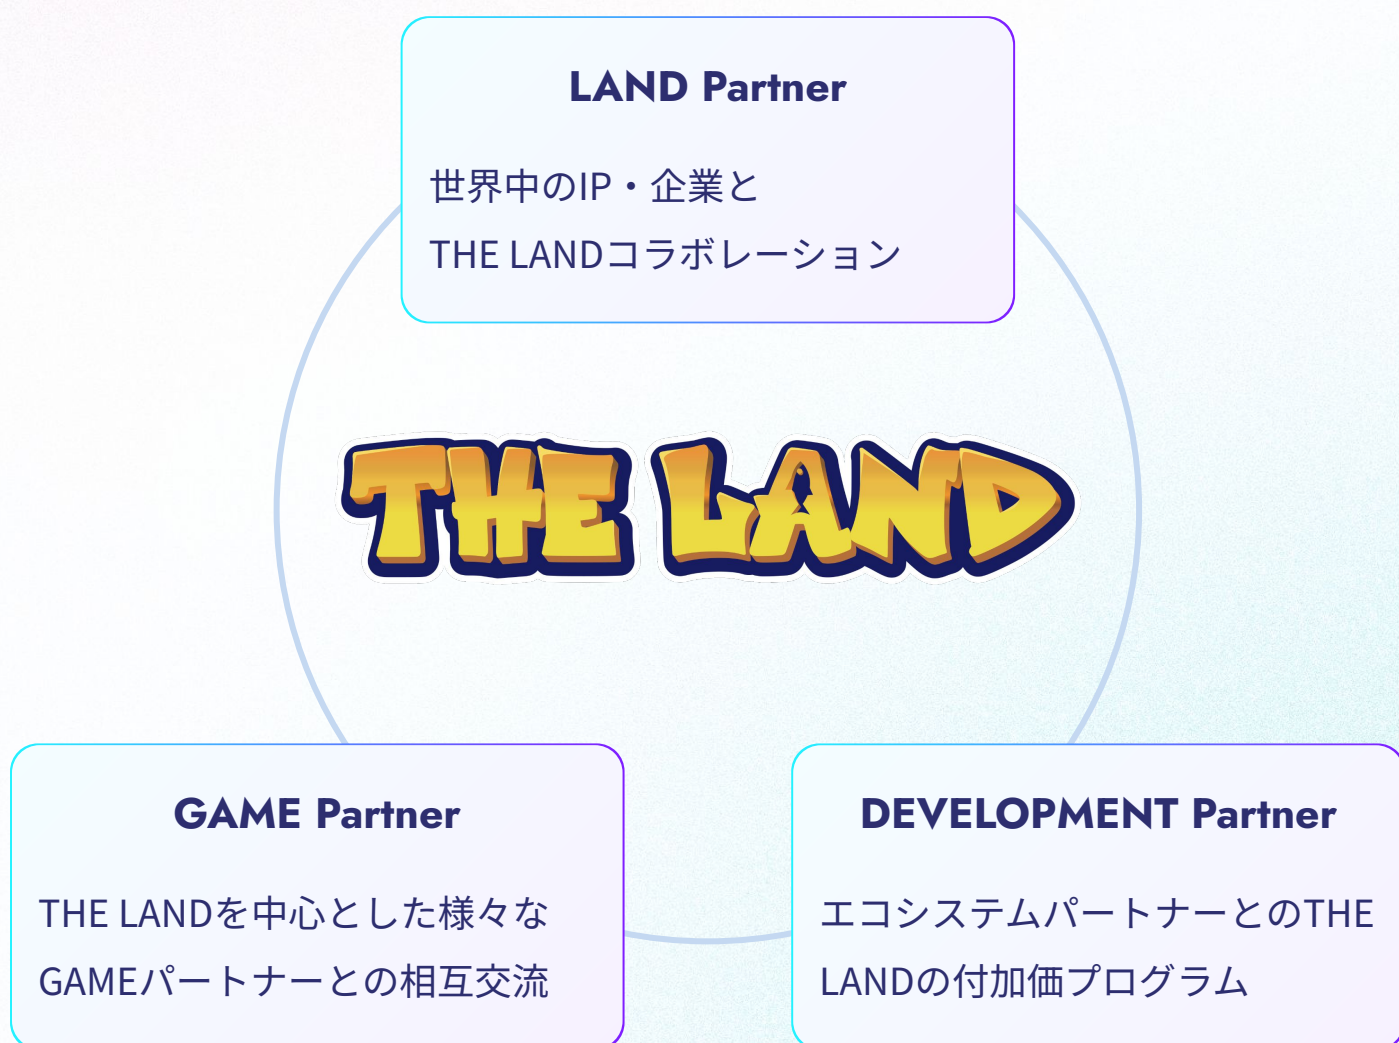 LAND Partner
世界中のIP・企業と
THE LANDコラボレーション
THE LAND
GAME Partner
THE LANDを中心とした様々な
GAMEパートナーとの相互交流
DEVELOPMENT Partner
エコシステムパートナーとのTHE
LANDの付加価プログラム